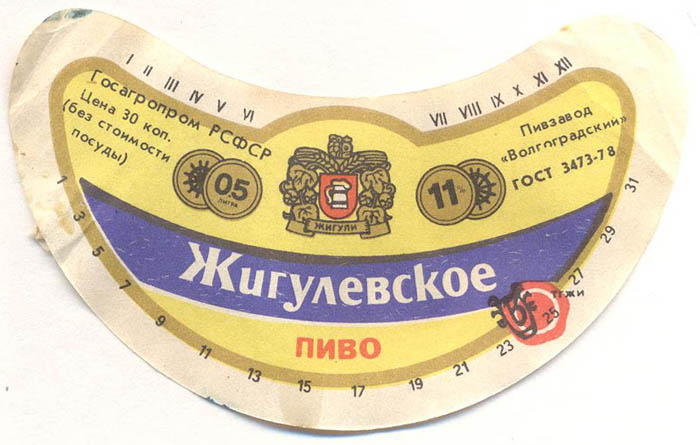 I II III IV V VI
VII VIII IX X XI XII
Госагропром РСФСР
Цена 30 коп.
(без стоимости
посуды)
Пивзавод
«Волгоградский»
ГОСТ 3473-78
05
ЛИТРА
11%
ЖИГУЛИ
Жигулевское
ПИВО
ТГЖИ
1 3 5 7 9 11 13 15 17 19 21 23 25 27 29 31